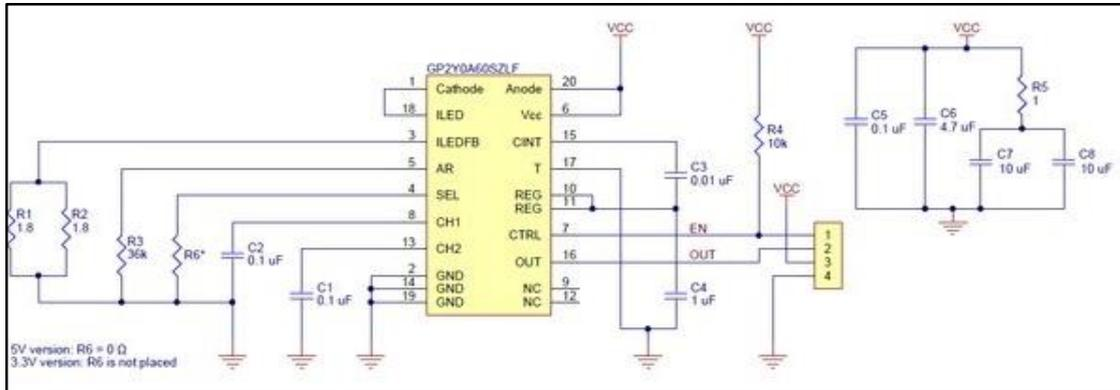 VCC
VCC
VCC
GP2Y0A60SZLF
1 Cathode Anode 20
18 ILED Vcc 6
3 ILEDFB CINT 15
5 AR T 17
4 SEL REG 10
REG 11
8 CH1 CTRL 7
13 CH2 OUT 16
2 GND NC 9
14 GND NC 12
19 GND
R1
1.8
R2
1.8
R3
36k
R6*
C2
0.1 uF
C1
0.1 uF
C3
0.01 uF
C4
1 uF
R4
10k
EN
OUT
VCC
1
2
3
4
C5
0.1 uF
C6
4.7 uF
R5
1
C7
10 uF
C8
10 uF
5V version: R6 = 0 Ω
3.3V version: R6 is not placed